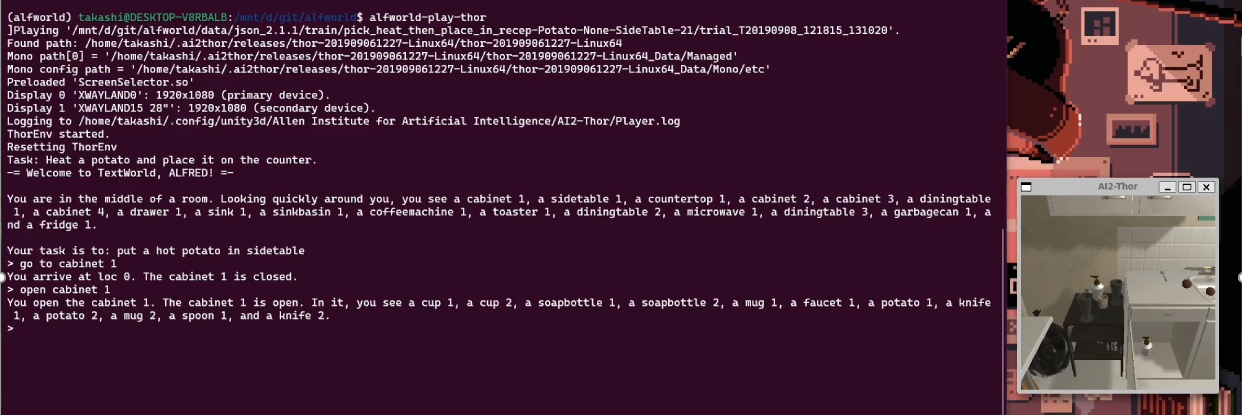 (alfworld) takashi@DESKTOP-V8RBALB:/mnt/d/git/alfworld$ alfworld-play-thor
]Playing '/mnt/d/git/alfworld/data/json_2.1.1/train/pick_heat_then_place_in_recep-Potato-None-SideTable-21/trial_T20190908_121815_131020'.
Found path: /home/takashi/.ai2thor/releases/thor-201909061227-Linux64/thor-201909061227-Linux64
Mono path[0] = '/home/takashi/.ai2thor/releases/thor-201909061227-Linux64/thor-201909061227-Linux64_Data/Managed'
Mono config path = '/home/takashi/.ai2thor/releases/thor-201909061227-Linux64/thor-201909061227-Linux64_Data/Mono/etc'
Preloaded 'ScreenSelector.so'
Display 0 'XWAYLAND0': 1920x1080 (primary device).
Display 1 'XWAYLAND15 28"': 1920x1080 (secondary device).
Logging to /home/takashi/.config/unity3d/Allen Institute for Artificial Intelligence/AI2-Thor/Player.log
ThorEnv started.
Resetting ThorEnv
Task: Heat a potato and place it on the counter.
-= Welcome to TextWorld, ALFRED! =-
You are in the middle of a room. Looking quickly around you, you see a cabinet 1, a sidetable 1, a countertop 1, a cabinet 2, a cabinet 3, a diningtable
1, a cabinet 4, a drawer 1, a sink 1, a sinkbasin 1, a coffeemachine 1, a toaster 1, a diningtable 2, a microwave 1, a diningtable 3, a garbagecan 1, a
nd a fridge 1.
Your task is to: put a hot potato in sidetable
> go to cabinet 1
You arrive at loc 0. The cabinet 1 is closed.
> open cabinet 1
You open the cabinet 1. The cabinet 1 is open. In it, you see a cup 1, a cup 2, a soapbottle 1, a soapbottle 2, a mug 1, a faucet 1, a potato 1, a knife
1, a potato 2, a mug 2, a spoon 1, and a knife 2.
>
AI2-Thor